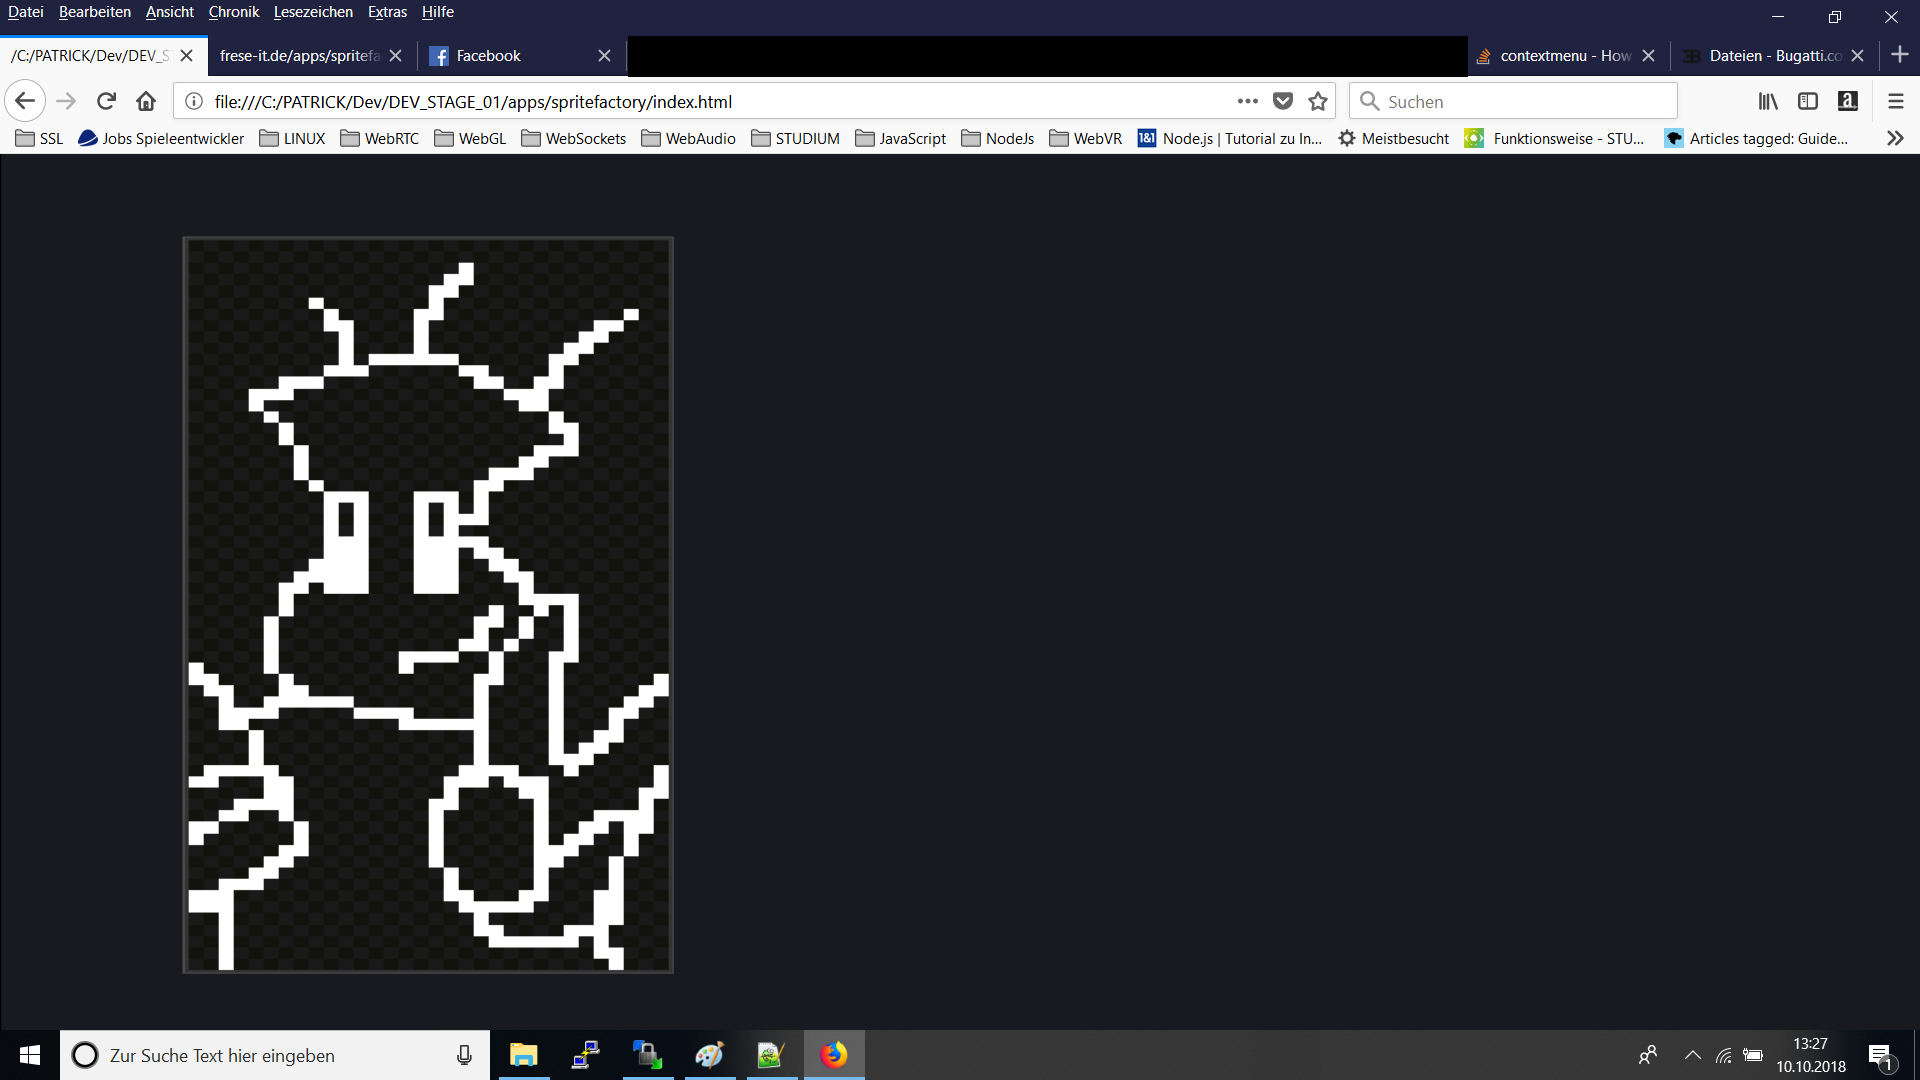 Datei Bearbeiten Ansicht Chronik Lesezeichen Extras Hilfe
/C:/PATRICK/Dev/DEV_S frese-it.de/apps/spritefa Facebook contextmenu - How Dateien - Bugatti.co
file:///C:/PATRICK/Dev/DEV_STAGE_01/apps/spritefactory/index.html Suchen
SSL Jobs Spieleentwickler LINUX WebRTC WebGL WebSockets WebAudio STUDIUM JavaScript NodeJs WebVR 1&1 Node.js | Tutorial zu In... Meistbesucht Funktionsweise - STU... Articles tagged: Guide...
Zur Suche Text hier eingeben
13:27
10.10.2018
1